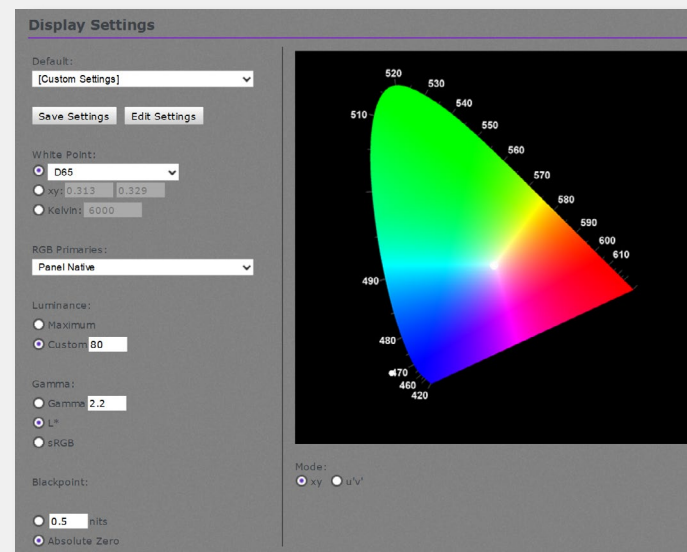 Display Settings
Default:
[Custom Settings]
Save Settings
Edit Settings
White Point:
D65
xy: 0.313 0.329
Kelvin: 6000
RGB Primaries:
Panel Native
Luminance:
Maximum
Custom 80
Gamma:
Gamma 2.2
L*
sRGB
Blackpoint:
0.5 nits
Absolute Zero
520
530
540
510
550
560
570
580
590
600
610
490
480
470
460
420
Mode:
xy u'v'